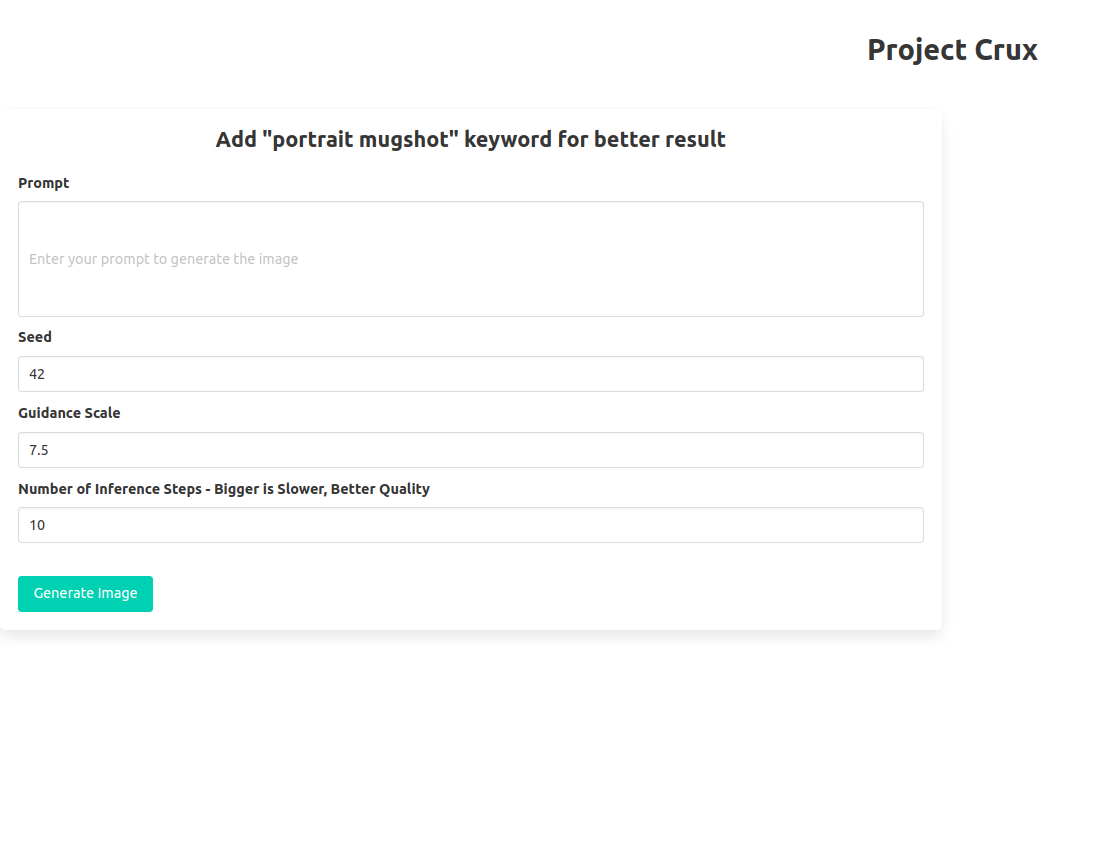 Project Crux
Add "portrait mugshot" keyword for better result
Prompt
Enter your prompt to generate the image
Seed
42
Guidance Scale
7.5
Number of Inference Steps - Bigger is Slower, Better Quality
10
Generate Image